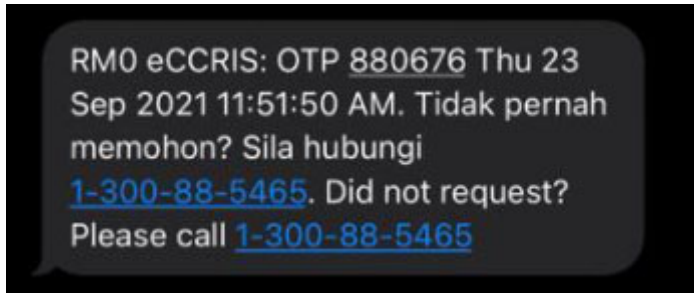 RM0 eCCRIS: OTP 880676 Thu 23
Sep 2021 11:51:50 AM. Tidak pernah
memohon? Sila hubungi
1-300-88-5465. Did not request?
Please call 1-300-88-5465